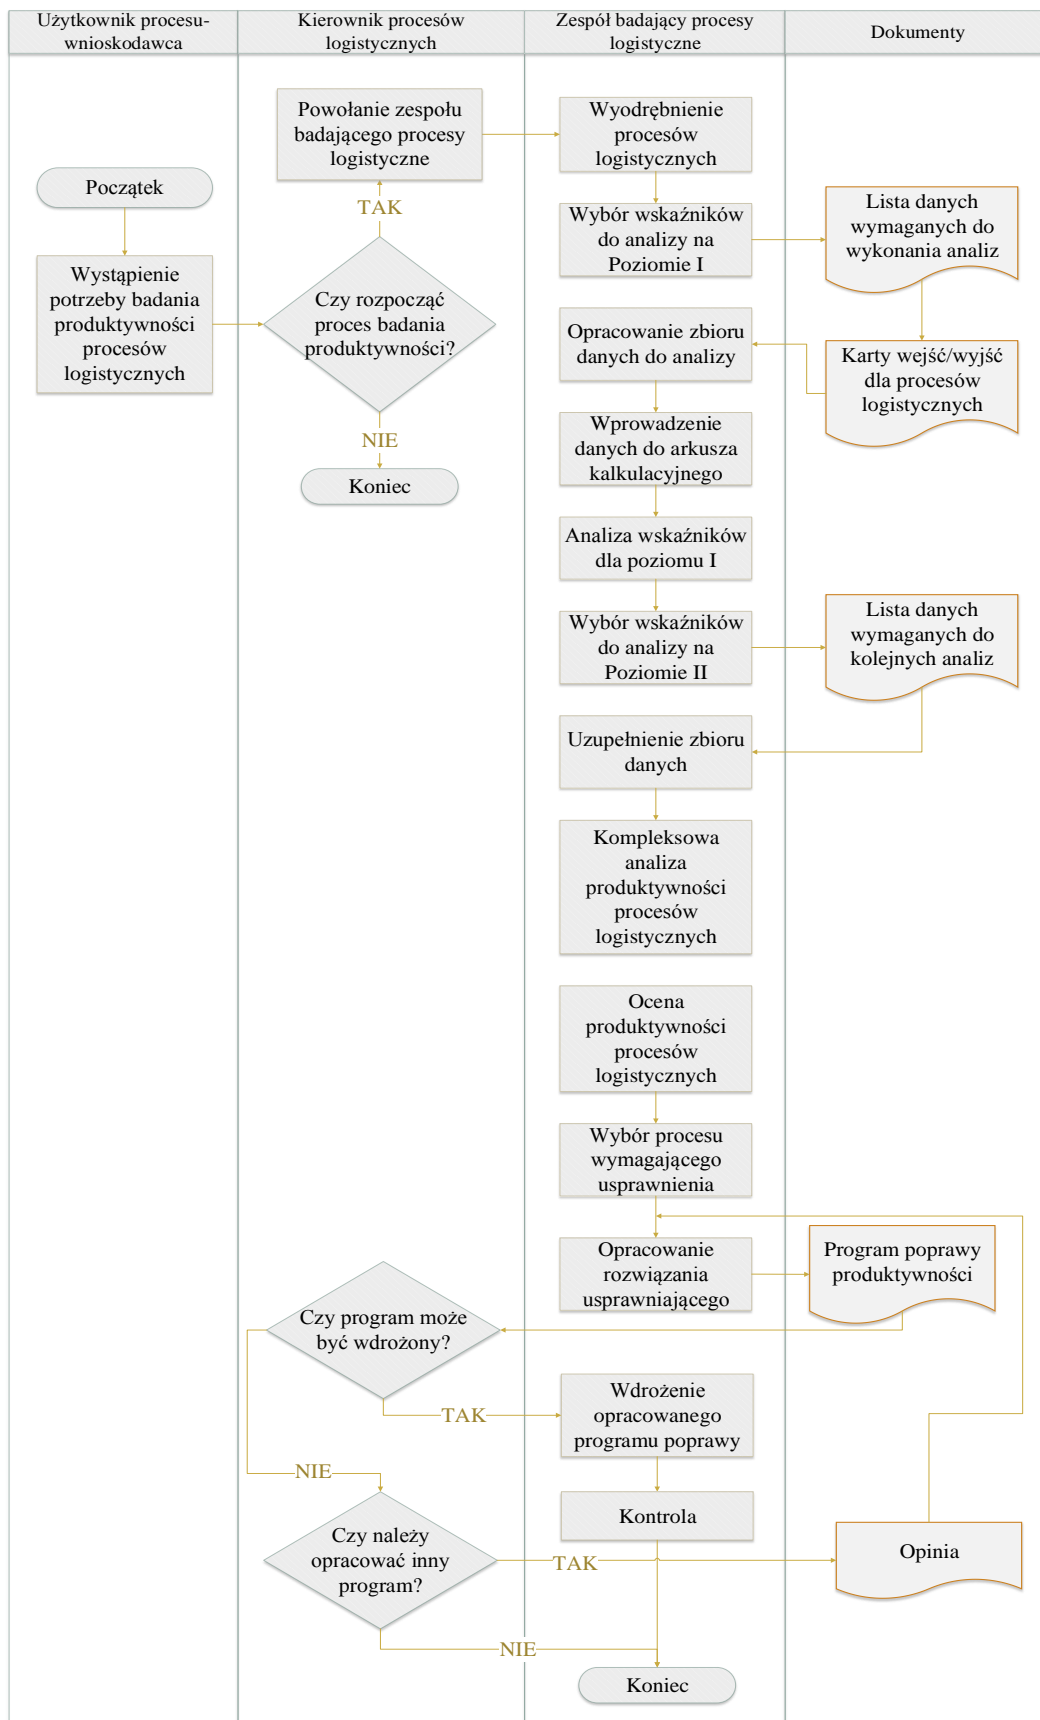 Użytkownik procesu-
wnioskodawca
Kierownik procesów
logistycznych
Zespół badający procesy
logistyczne
Dokumenty
Początek
Wystąpienie
potrzeby badania
produktywności
procesów
logistycznych
Powołanie zespołu
badającego procesy
logistyczne
TAK
Czy rozpocząć
proces badania
produktywności?
NIE
Koniec
Wyodrębnienie
procesów
logistycznych
Wybór wskaźników
do analizy na
Poziomie I
Lista danych
wymaganych do
wykonania analiz
Karty wejść/wyjść
dla procesów
logistycznych
Opracowanie zbioru
danych do analizy
Wprowadzenie
danych do arkusza
kalkulacyjnego
Analiza wskaźników
dla poziomu I
Wybór wskaźników
do analizy na
Poziomie II
Lista danych
wymaganych do
kolejnych analiz
Uzupełnienie zbioru
danych
Kompleksowa
analiza
produktywności
procesów
logistycznych
Ocena
produktywności
procesów
logistycznych
Wybór procesu
wymagającego
usprawnienia
Opracowanie
rozwiązania
usprawniającego
Program poprawy
produktywności
Czy program może
być wdrożony?
TAK
Wdrożenie
opracowanego
programu poprawy
NIE
Kontrola
Czy należy
opracować inny
program?
TAK
Opinia
NIE
Koniec